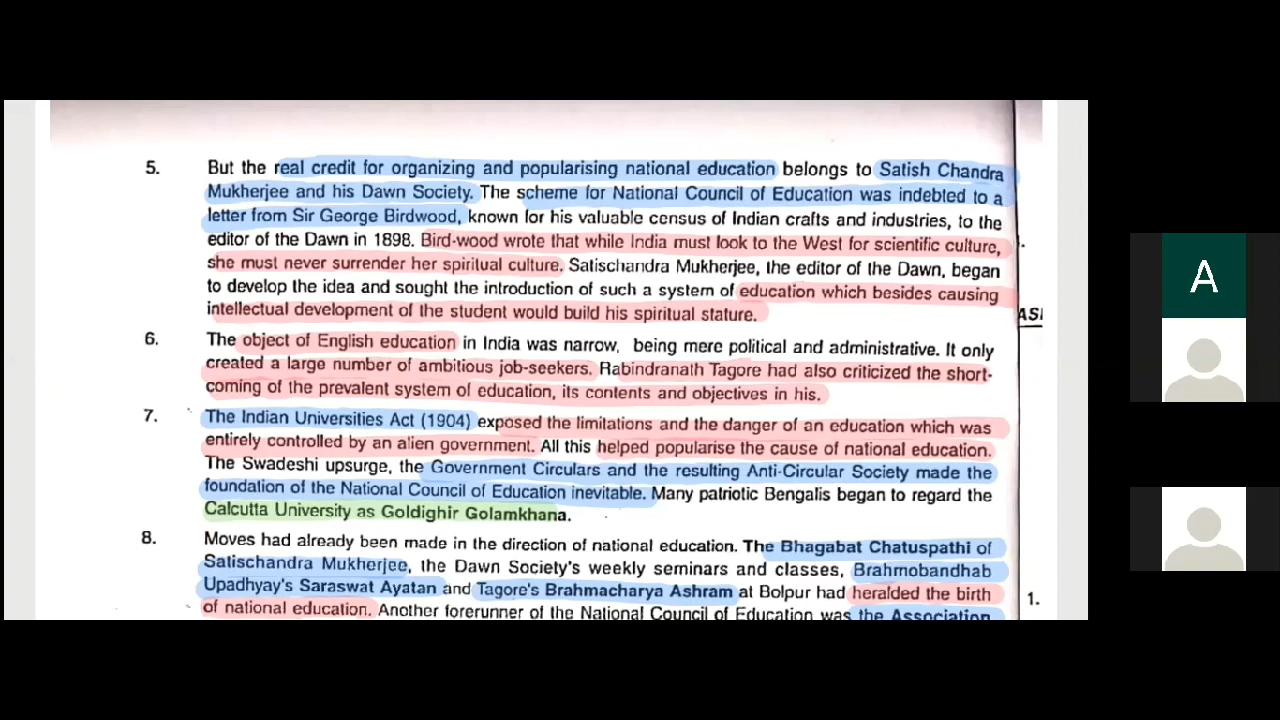 5. But the real credit for organizing and popularising national education belongs to Satish Chandra
Mukherjee and his Dawn Society. The scheme for National Council of Education was indebted to a
letter from Sir George Birdwood, known for his valuable census of Indian crafts and industries, to the
editor of the Dawn in 1898. Bird-wood wrote that while India must look to the West for scientific culture,
she must never surrender her spiritual culture. Satischandra Mukherjee, the editor of the Dawn, began
to develop the idea and sought the introduction of such a system of education which besides causing
intellectual development of the student would build his spiritual stature.
6. The object of English education in India was narrow, being mere political and administrative. It only
created a large number of ambitious job-seekers. Rabindranath Tagore had also criticized the short-
coming of the prevalent system of education, its contents and objectives in his.
7. The Indian Universities Act (1904) exposed the limitations and the danger of an education which was
entirely controlled by an alien government. All this helped popularise the cause of national education.
The Swadeshi upsurge, the Government Circulars and the resulting Anti-Circular Society made the
foundation of the National Council of Education inevitable. Many patriotic Bengalis began to regard the
Calcutta University as Goldighir Golamkhana.
8. Moves had already been made in the direction of national education. The Bhagabat Chatuspathi of
Salischandra Mukherjee, the Dawn Society's weekly seminars and classes, Brahmobandhab
Upadhyay's Saraswat Ayatan and Tagore's Brahmacharya Ashram at Bolpur had heralded the birth
of national education. Another forerunner of the National Council of Education was the Association
ASI
1.
A